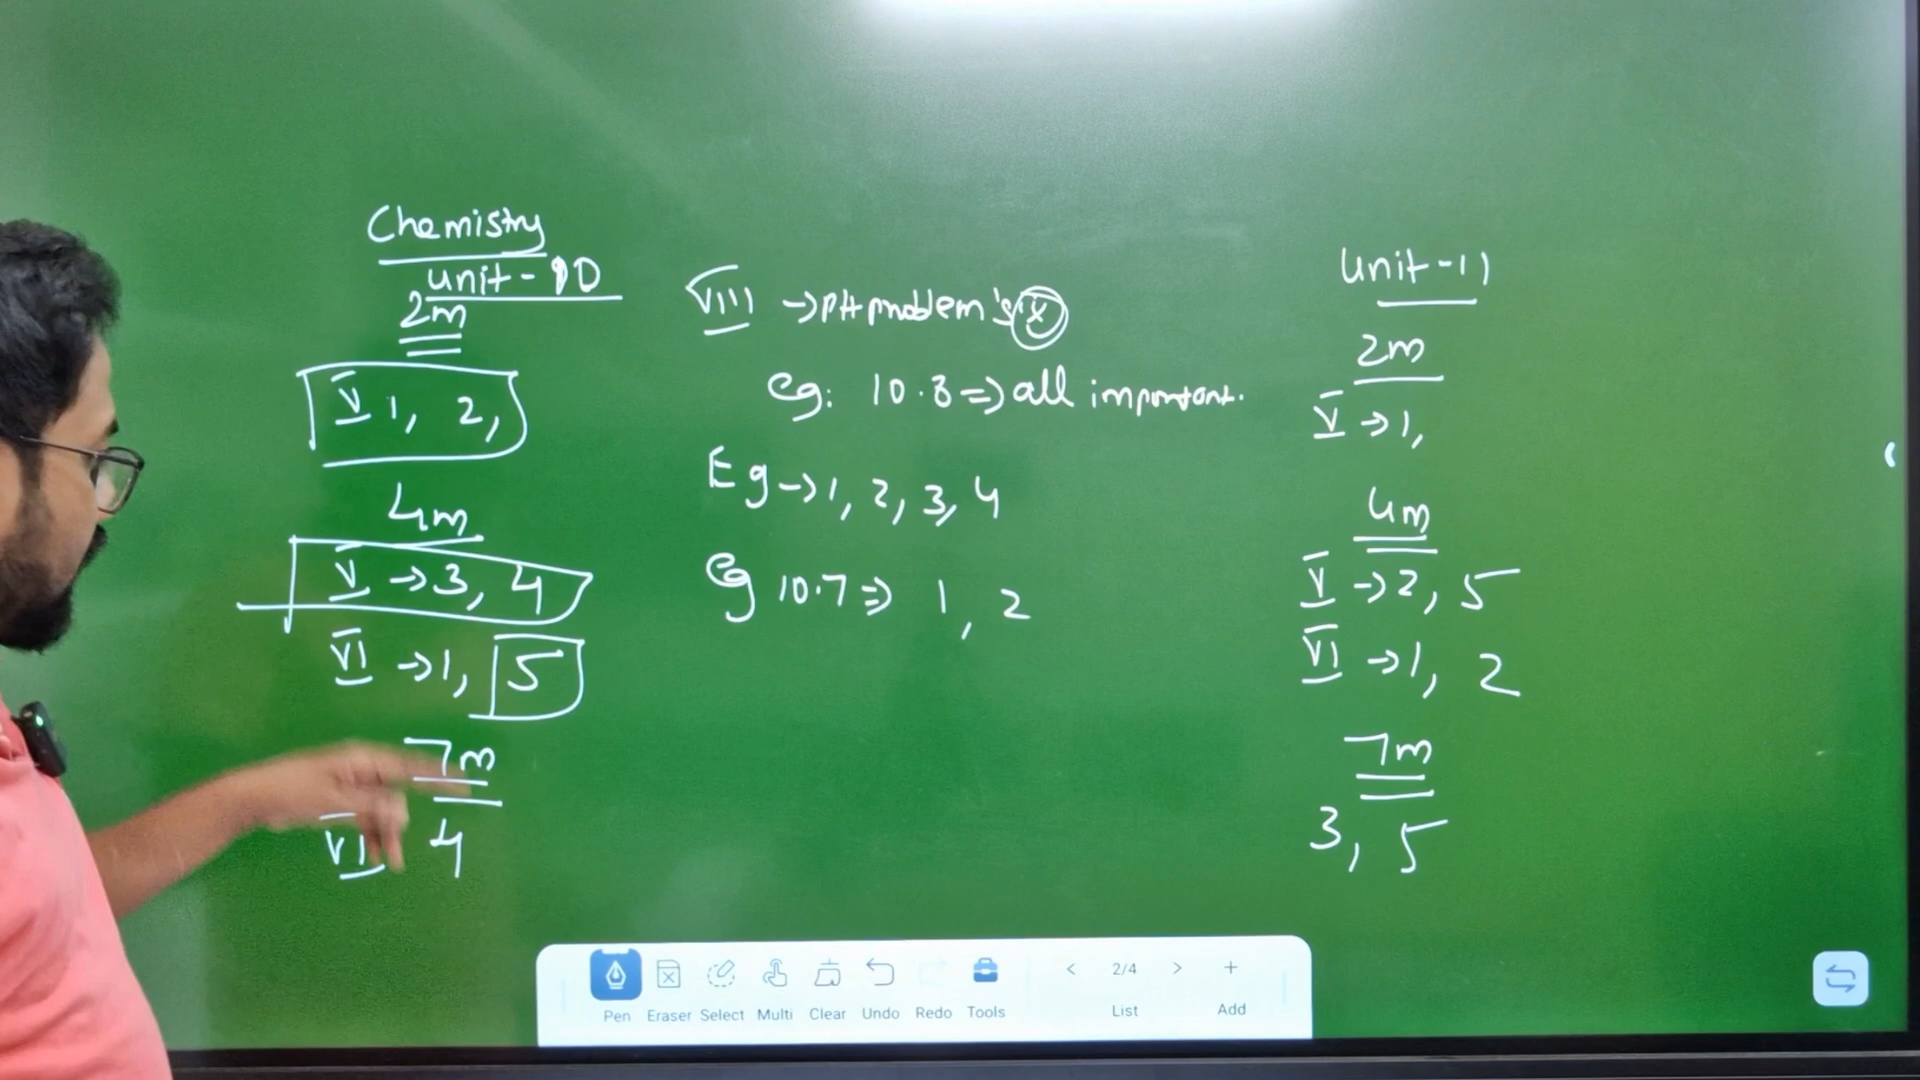 Chemistry
unit-10
2m
V 1, 2,
4m
V →3, 4
VI →1, 5
7m
VI 4
VIII →pH problem's
eg: 10.8 => all important.
Eg →1, 2, 3, 4
eg 10.7 => 1, 2
Unit-11
2m
V →1,
4m
V →2, 5
VI →1, 2
7m
3, 5
2/4
Pen Eraser Select Multi Clear Undo Redo Tools List Add